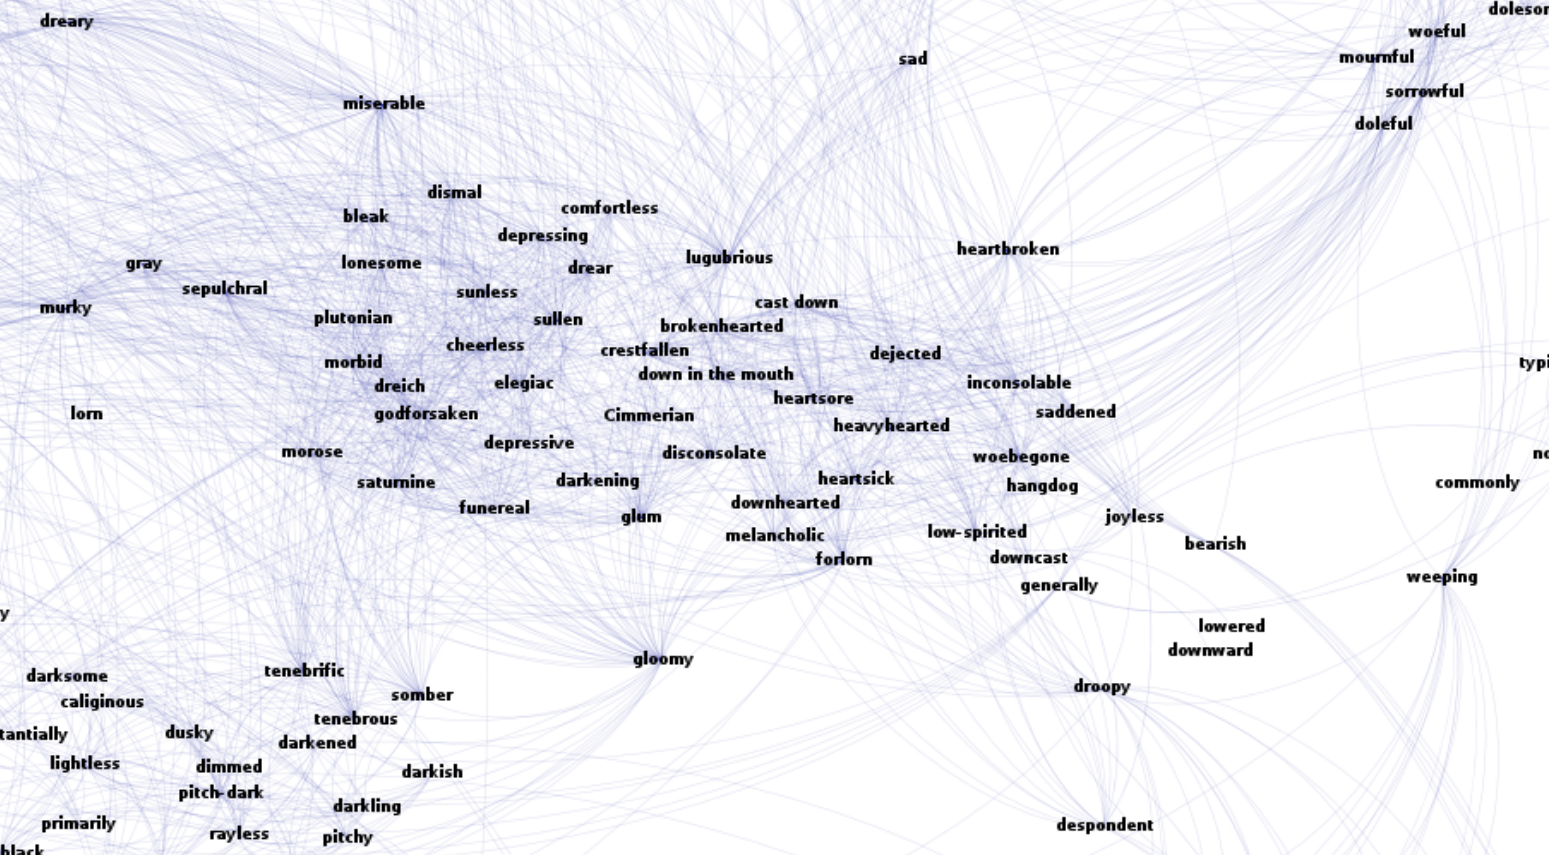 dolesor
dreary
woeful
sad
mournful
sorrowful
miserable
doleful
dismal
comfortless
bleak
depressing
heartbroken
lugubrious
gray
lonesome
drear
sepulchral
sunless
cast down
murky
plutonian
sullen
brokenhearted
cheerless
crestfallen
dejected
morbid
typi
down in the mouth
dreich
elegiac
inconsolable
heartsore
saddened
lorn
godforsaken
Cimmerian
heavyhearted
depressive
morose
disconsolate
no
woebegone
heartsick
darkening
saturnine
commonly
hangdog
downhearted
funereal
glum
joyless
low-spirited
melancholic
bearish
downcast
forlorn
weeping
generally
y
lowered
downward
gloomy
tenebrific
darksome
droopy
somber
caliginous
tenebrous
dusky
tantially
darkened
lightless
dimmed
darkish
pitch-dark
darkling
primarily
despondent
rayless
pitchy
black